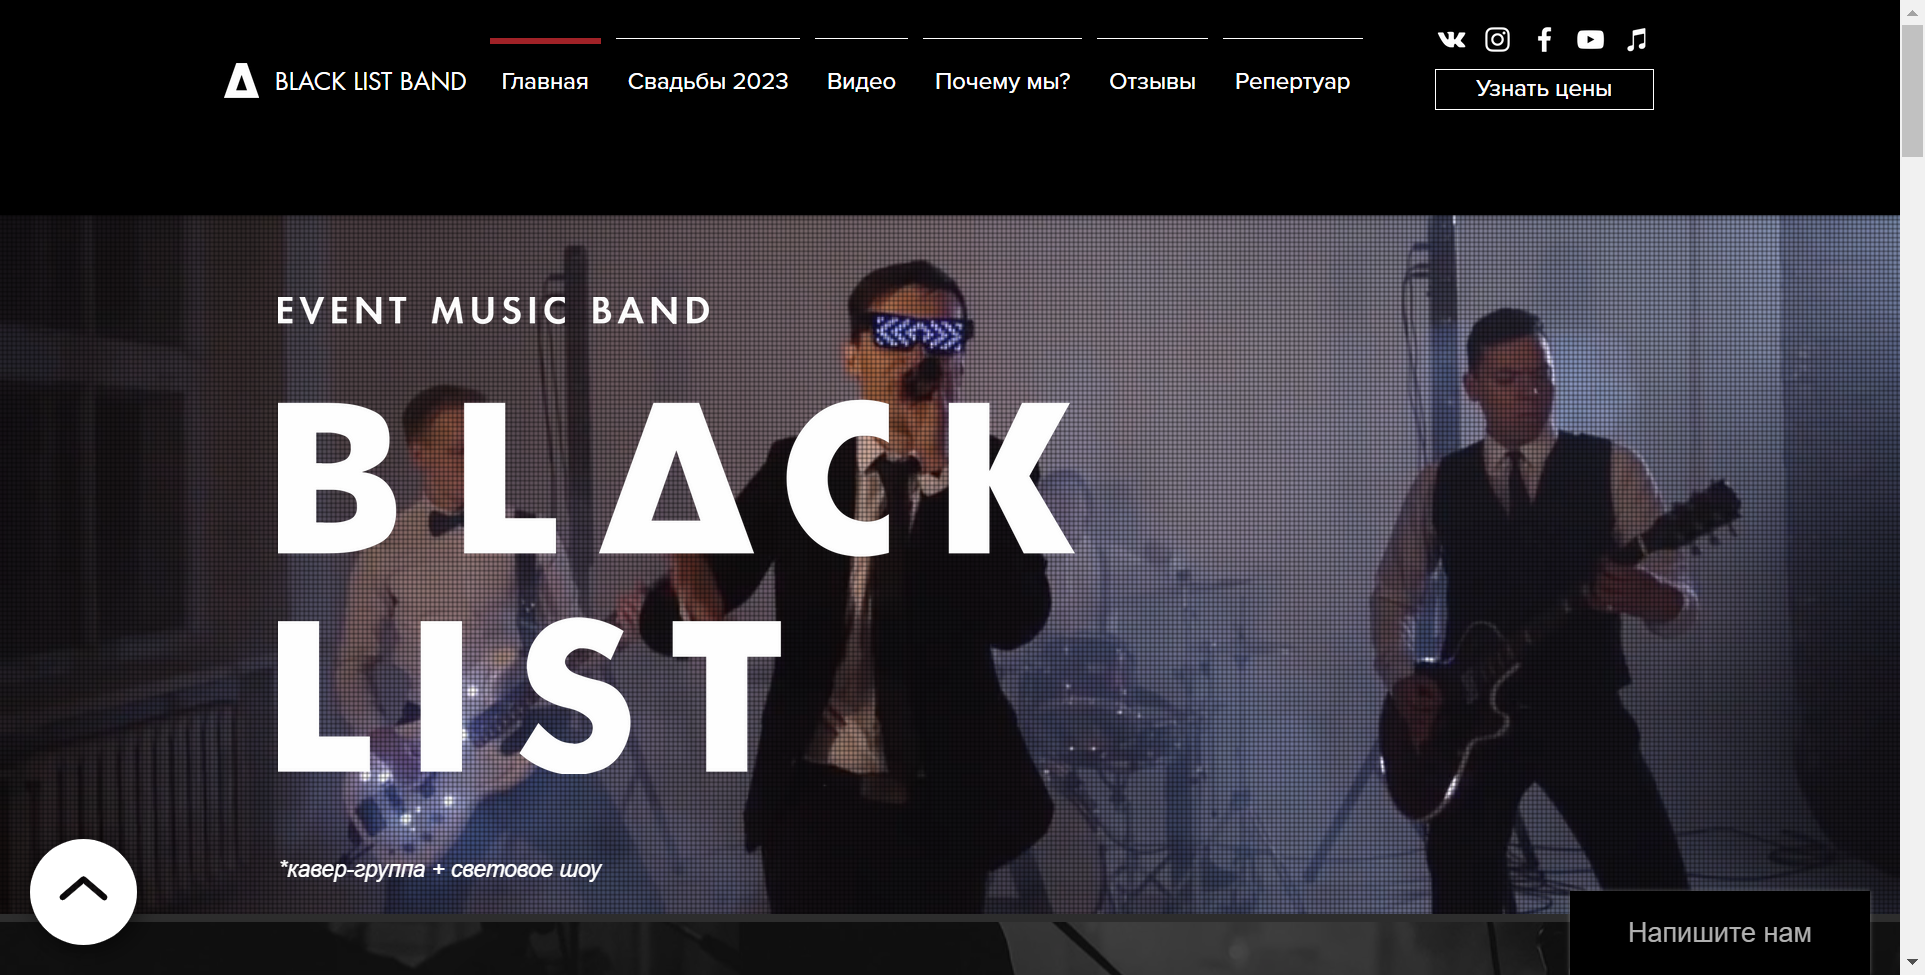 BLACK LIST BAND
Главная
Свадьбы 2023
Видео
Почему мы?
Отзывы
Репертуар
Узнать цены
EVENT MUSIC BAND
BLACK
LIST
*кавер-группа + световое шоу
Напишите нам